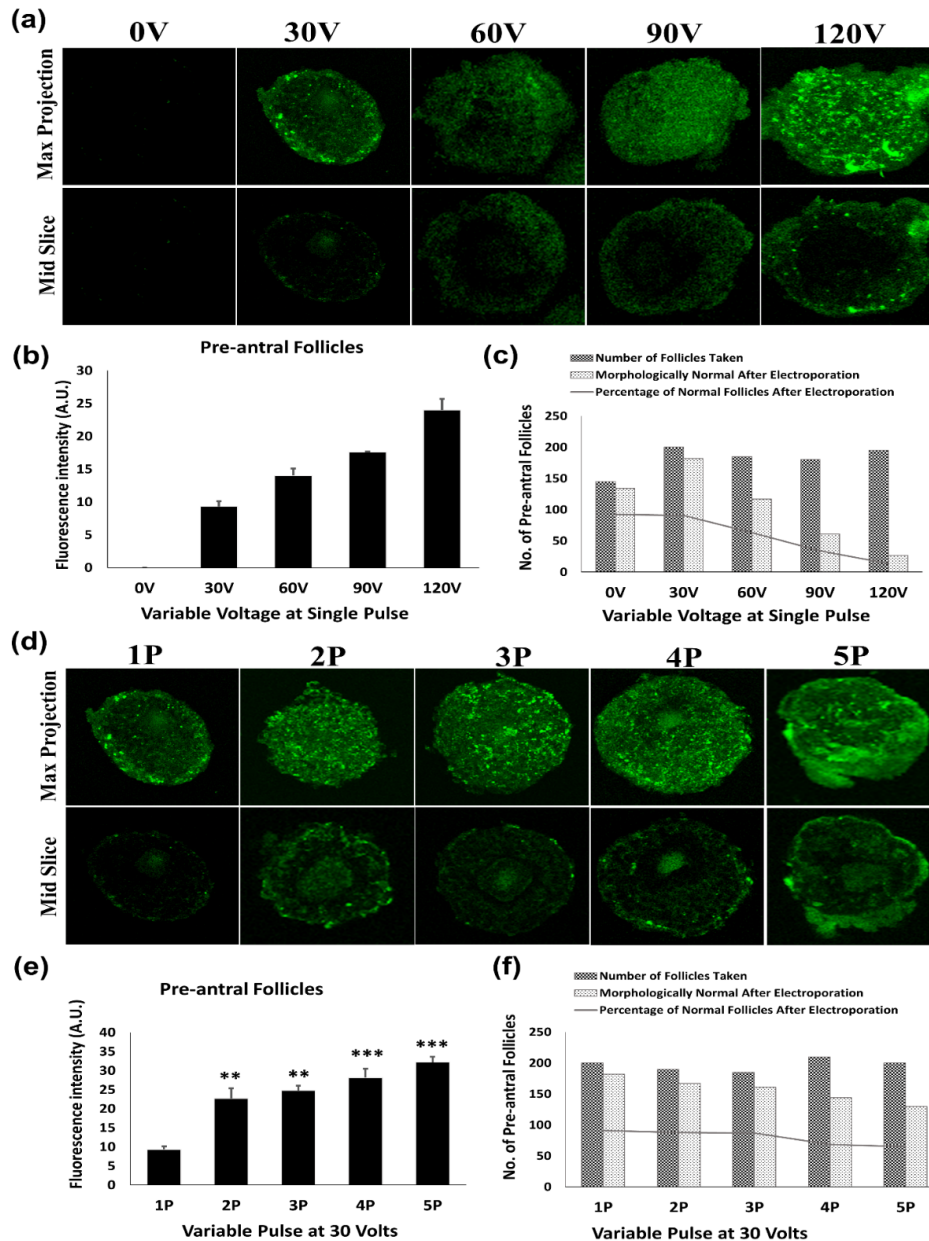 (a)
0V 30V 60V 90V 120V
Max Projection
Mid Slice
(b)
Pre-antral Follicles
Fluorescence intensity (A.U.)
30
25
20
15
10
5
0
0V 30V 60V 90V 120V
Variable Voltage at Single Pulse
(c)
Number of Follicles Taken
Morphologically Normal After Electroporation
Percentage of Normal Follicles After Electroporation
No. of Pre-antral Follicles
250
200
150
100
50
0
0V 30V 60V 90V 120V
Variable Voltage at Single Pulse
(d)
1P 2P 3P 4P 5P
Max Projection
Mid Slice
(e)
Pre-antral Follicles
Fluorescence intensity (A.U.)
40
35
30
25
20
15
10
5
0
** ** *** ***
1P 2P 3P 4P 5P
Variable Pulse at 30 Volts
(f)
Number of Follicles Taken
Morphologically Normal After Electroporation
Percentage of Normal Follicles After Electroporation
No. of Pre-antral Follicles
250
200
150
100
50
0
1P 2P 3P 4P 5P
Variable Pulse at 30 Volts